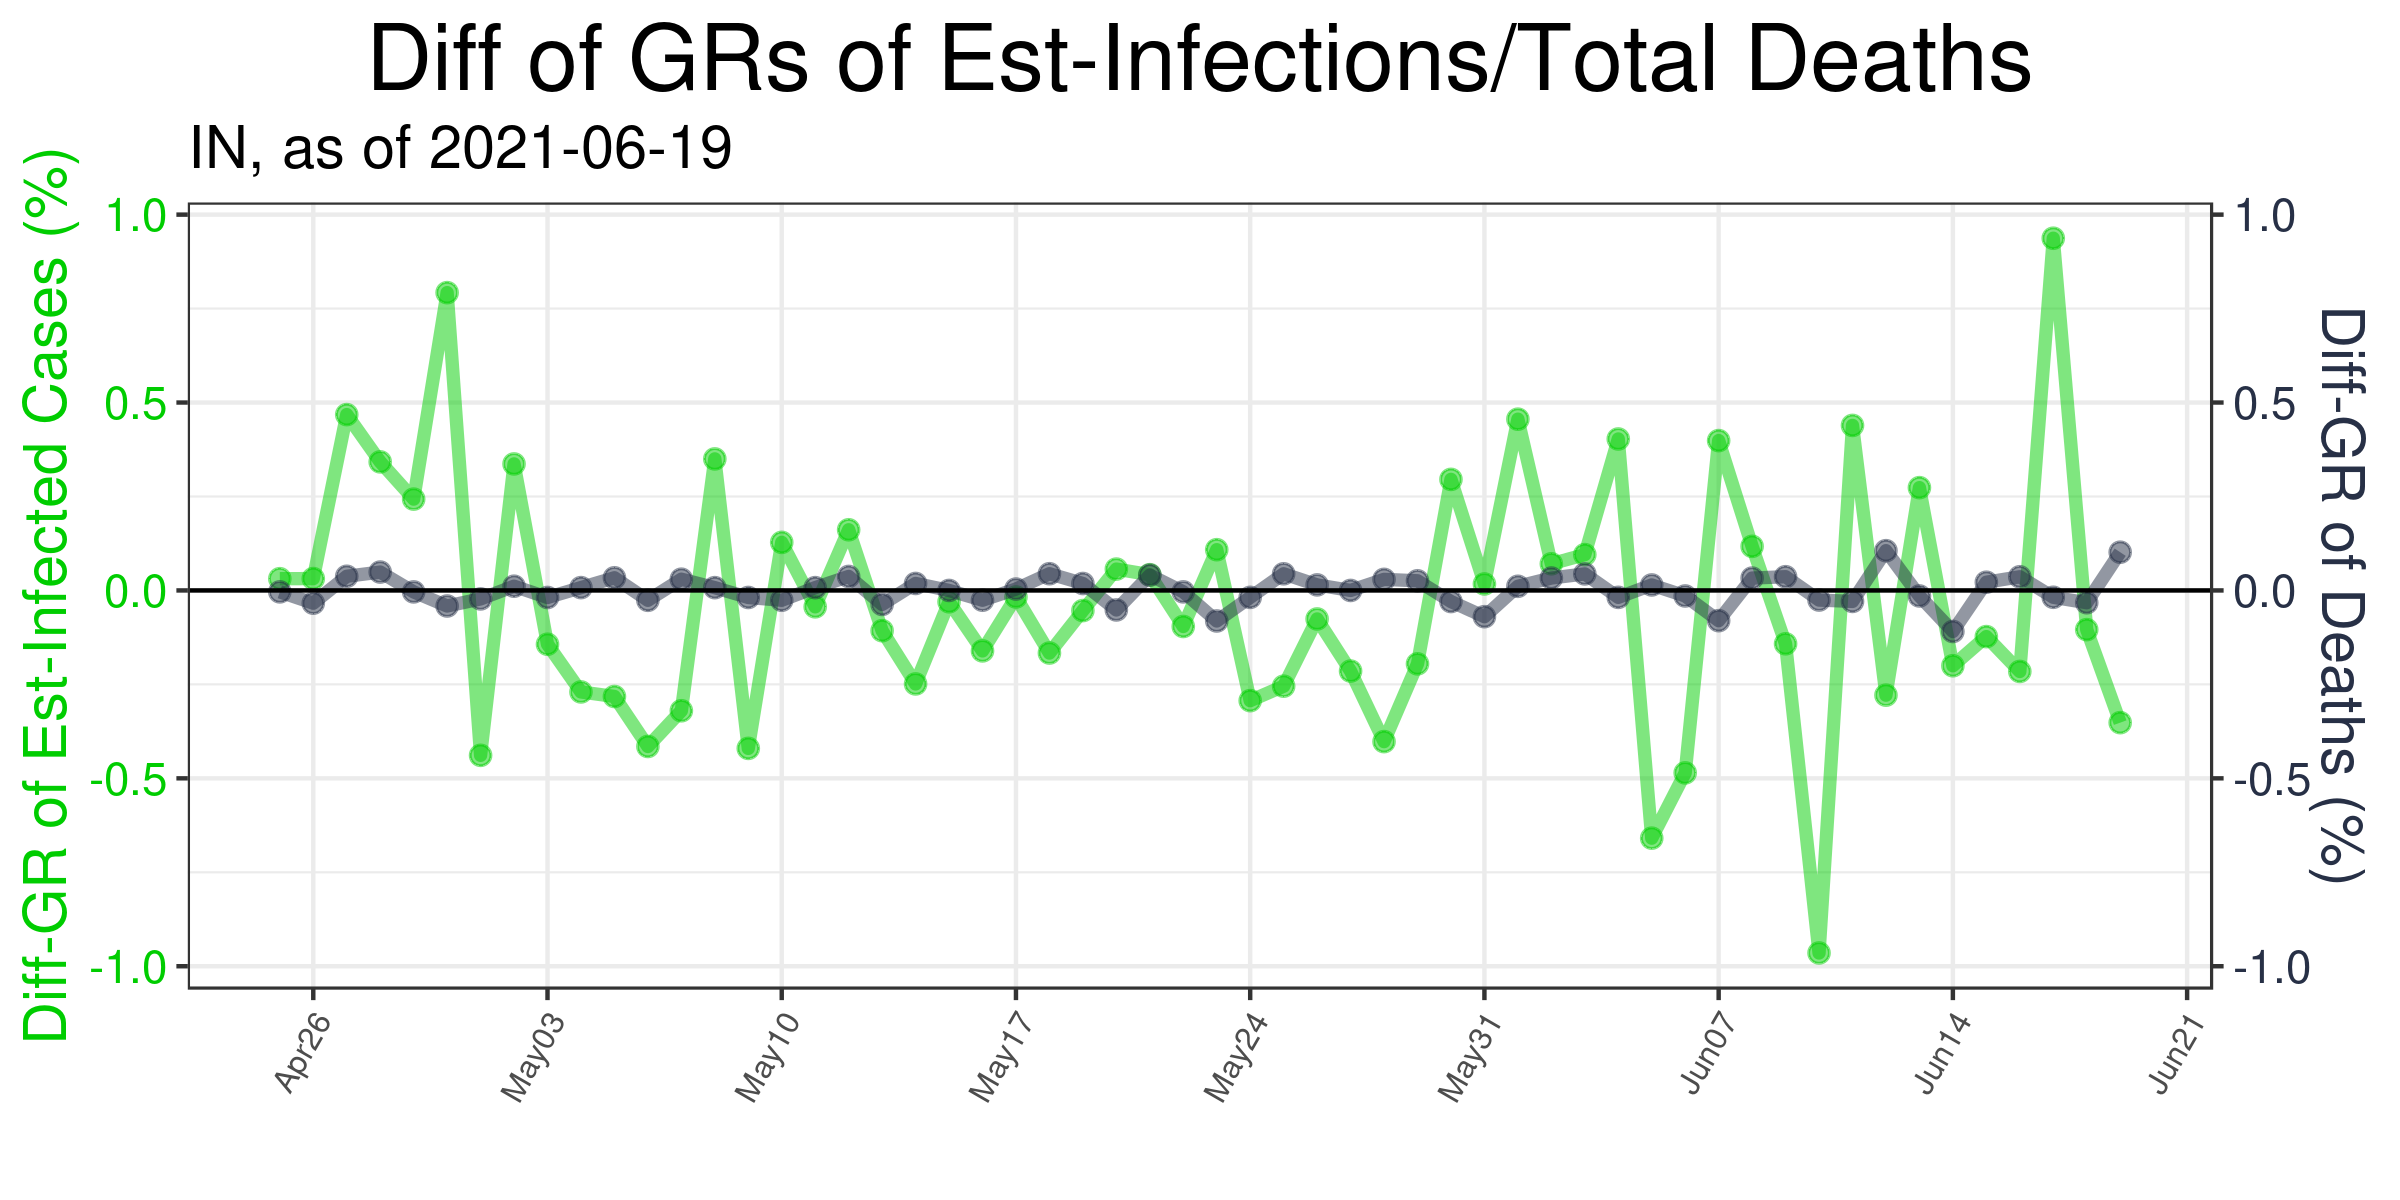 Diff of GRs of Est-Infections/Total Deaths
IN, as of 2021-06-19
Diff-GR of Est-Infected Cases (%)
1.0
0.5
0.0
-0.5
-1.0
1.0
0.5
0.0
-0.5
-1.0
Diff-GR of Deaths (%)
Apr26
May03
May10
May17
May24
May31
Jun07
Jun14
Jun21